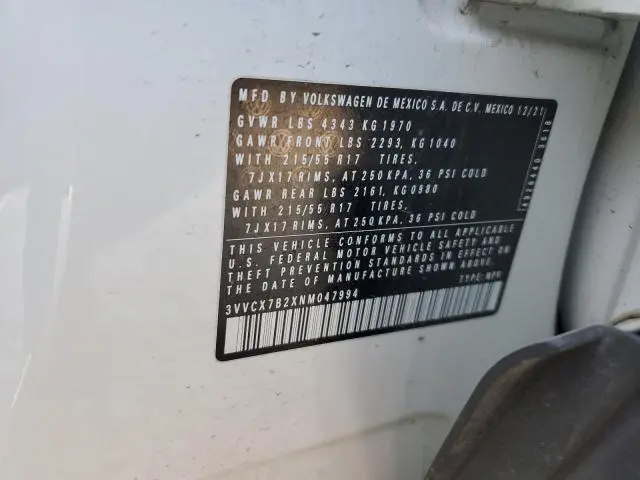 MFD BY VOLKSWAGEN DE MEXICO S.A. DE C.V. MEXICO 12/21
GVWR LBS 4343 KG 1970
GAWR FRONT LBS 2293, KG 1040
WITH 215/55 R17 TIRES.
7JX17 RIMS, AT 250 KPA, 36 PSI COLD
GAWR REAR LBS 2161, KG 0980
WITH 215/55 R17 TIRES.
7JX17 RIMS, AT 250 KPA, 36 PSI COLD
THIS VEHICLE CONFORMS TO ALL APPLICABLE
U.S. FEDERAL MOTOR VEHICLE SAFETY AND
THEFT PREVENTION STANDARDS IN EFFECT ON
THE DATE OF MANUFACTURE SHOWN ABOVE.
TYPE: MPV
3VVCX7B2XNM047994